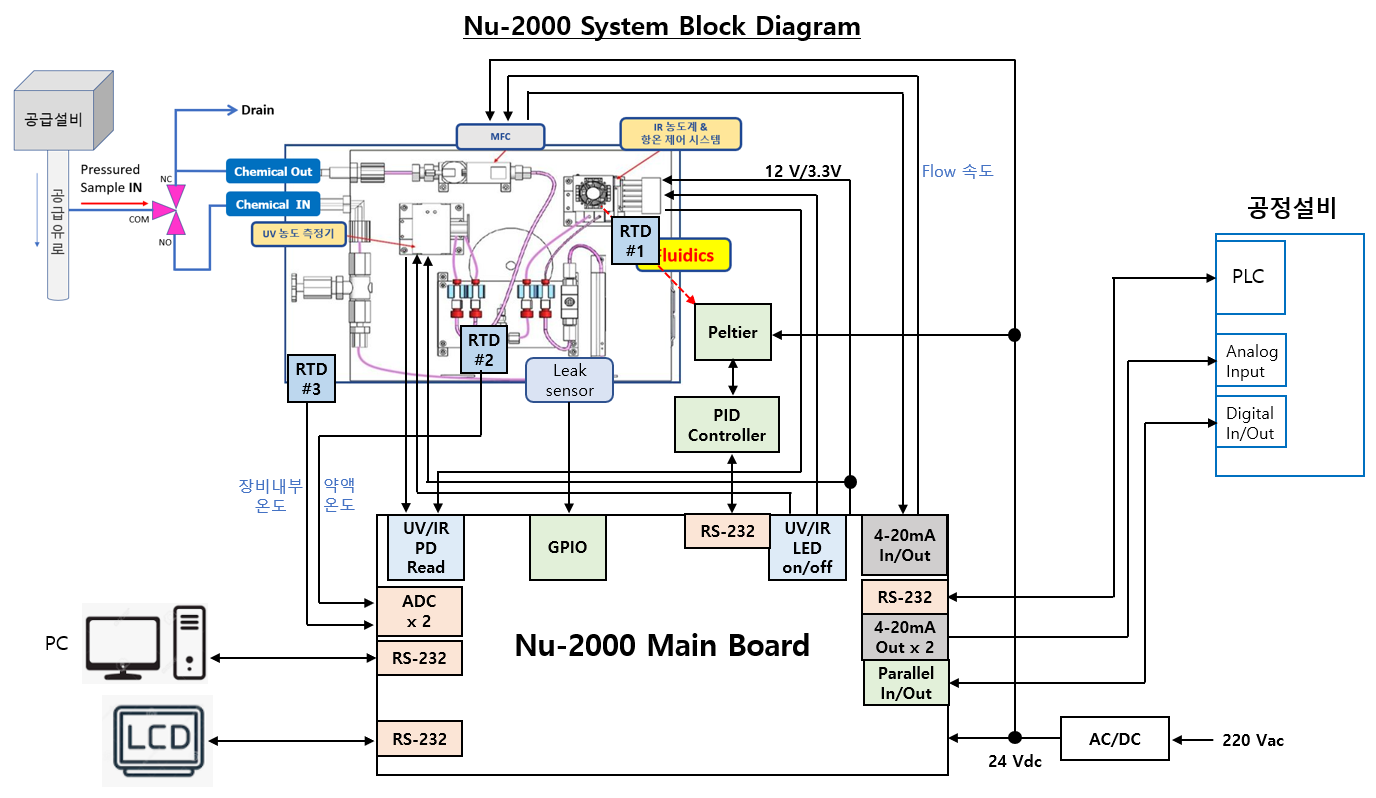 Nu-2000 System Block Diagram
공급설비
공급유로
Pressured
Sample IN
Drain
NC
COM
NO
Chemical Out
Chemical IN
UV 농도 측정기
MFC
IR 농도계 &
항온 제어 시스템
12 V/3.3V
Flow 속도
RTD
#1
Fluidics
RTD
#2
RTD
#3
Leak
sensor
Peltier
PID
Controller
장비내부
온도
약액
온도
공정설비
PLC
Analog
Input
Digital
In/Out
UV/IR
PD
Read
GPIO
RS-232
UV/IR
LED
on/off
4-20mA
In/Out
ADC
x 2
RS-232
RS-232
Nu-2000 Main Board
RS-232
4-20mA
Out x 2
Parallel
In/Out
PC
LCD
24 Vdc
AC/DC
220 Vac